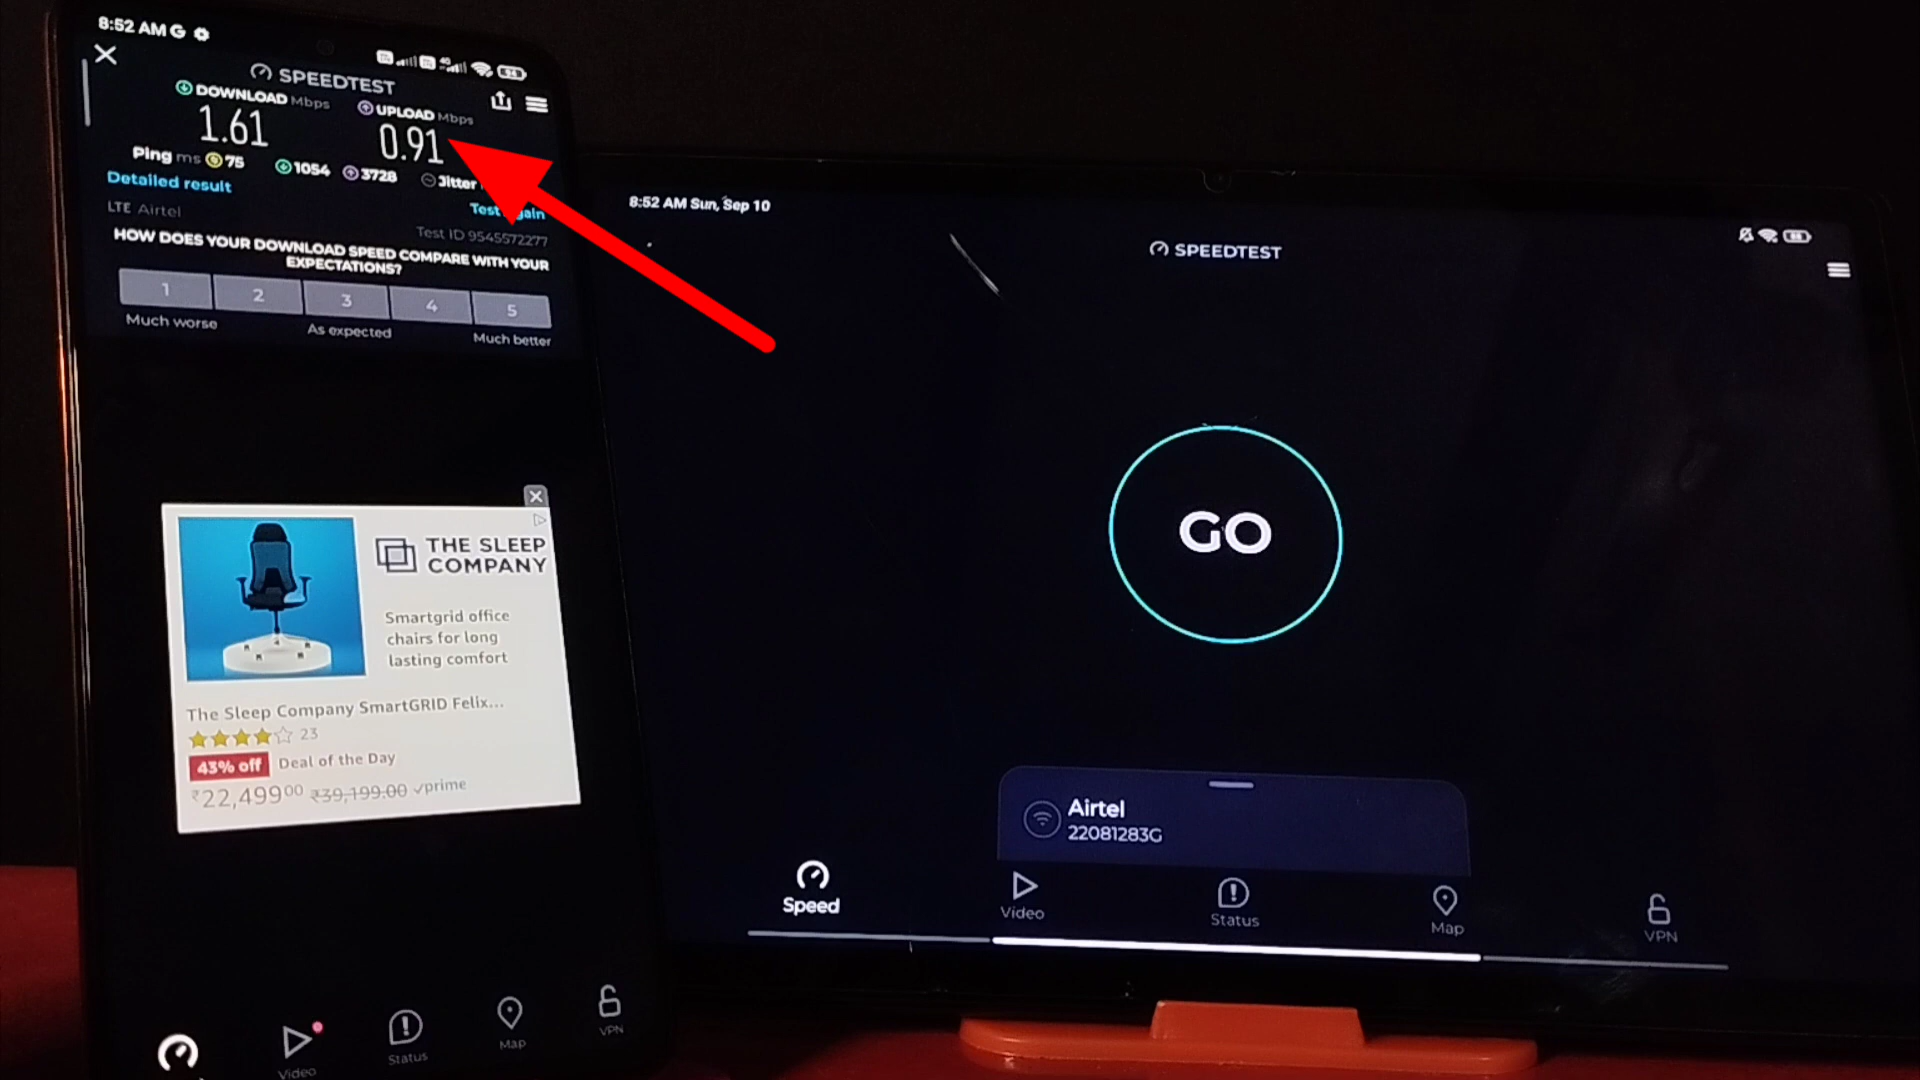 8:52 AM G
SPEEDTEST
DOWNLOAD Mbps
UPLOAD Mbps
1.61
0.91
Ping ms 75
1054
3728
Jitter
Detailed result
Test
LTE Airtel
Test ID 9545572277
HOW DOES YOUR DOWNLOAD SPEED COMPARE WITH YOUR
EXPECTATIONS?
1 2 3 4 5
Much worse
As expected
Much better
THE SLEEP
COMPANY
Smartgrid office
chairs for long
lasting comfort
The Sleep Company SmartGRID Felix...
23
43% off Deal of the Day
₹22,499⁰⁰ ₹39,199.00 ✓prime
Video
Status
Map
VPN
8:52 AM Sun, Sep 10
SPEEDTEST
GO
Airtel
22081283G
Speed
Video
Status
Map
VPN